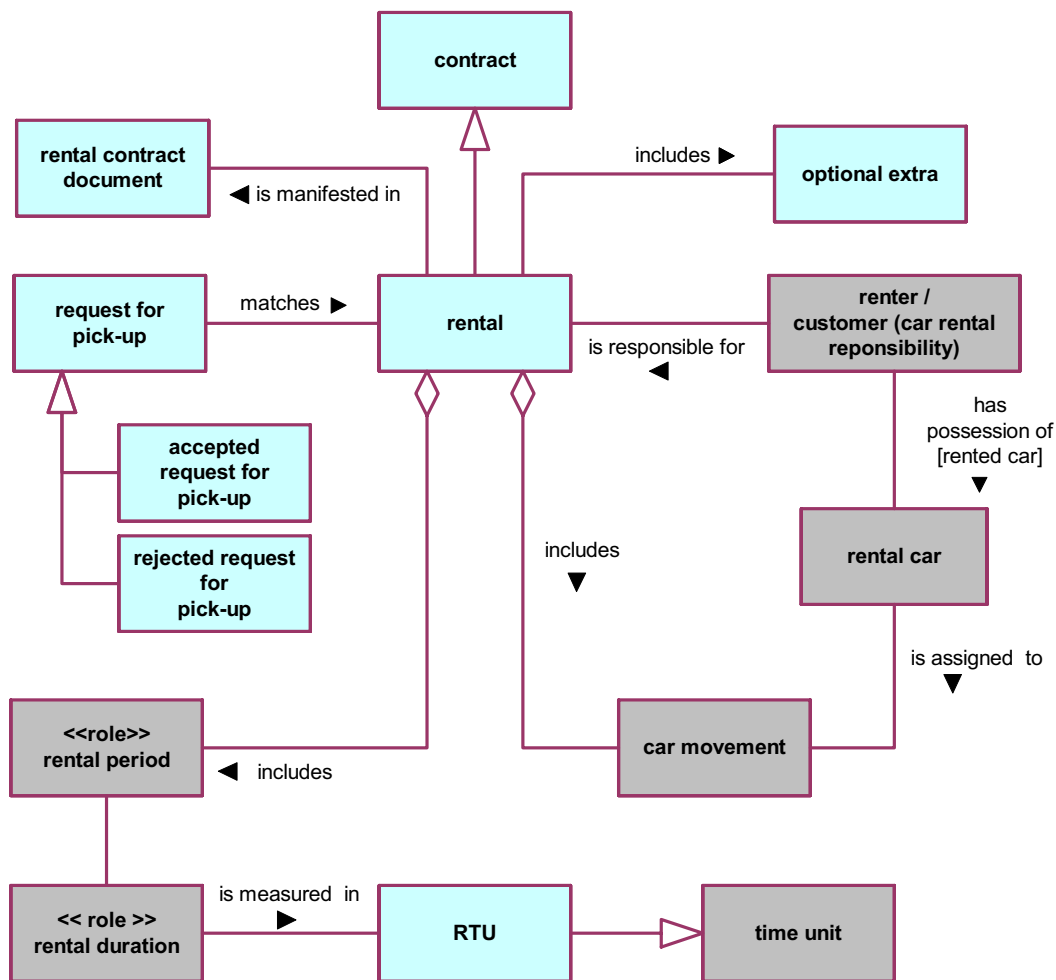 contract
rental contract
document
is manifested in
includes
optional extra
request for
pick-up
matches
rental
renter /
customer (car rental
reponsibility)
is responsible for
has
possession of
[rented car]
accepted
request for
pick-up
rejected request
for
pick-up
includes
rental car
is assigned to
<<role>>
rental period
includes
car movement
<< role >>
rental duration
is measured in
RTU
time unit